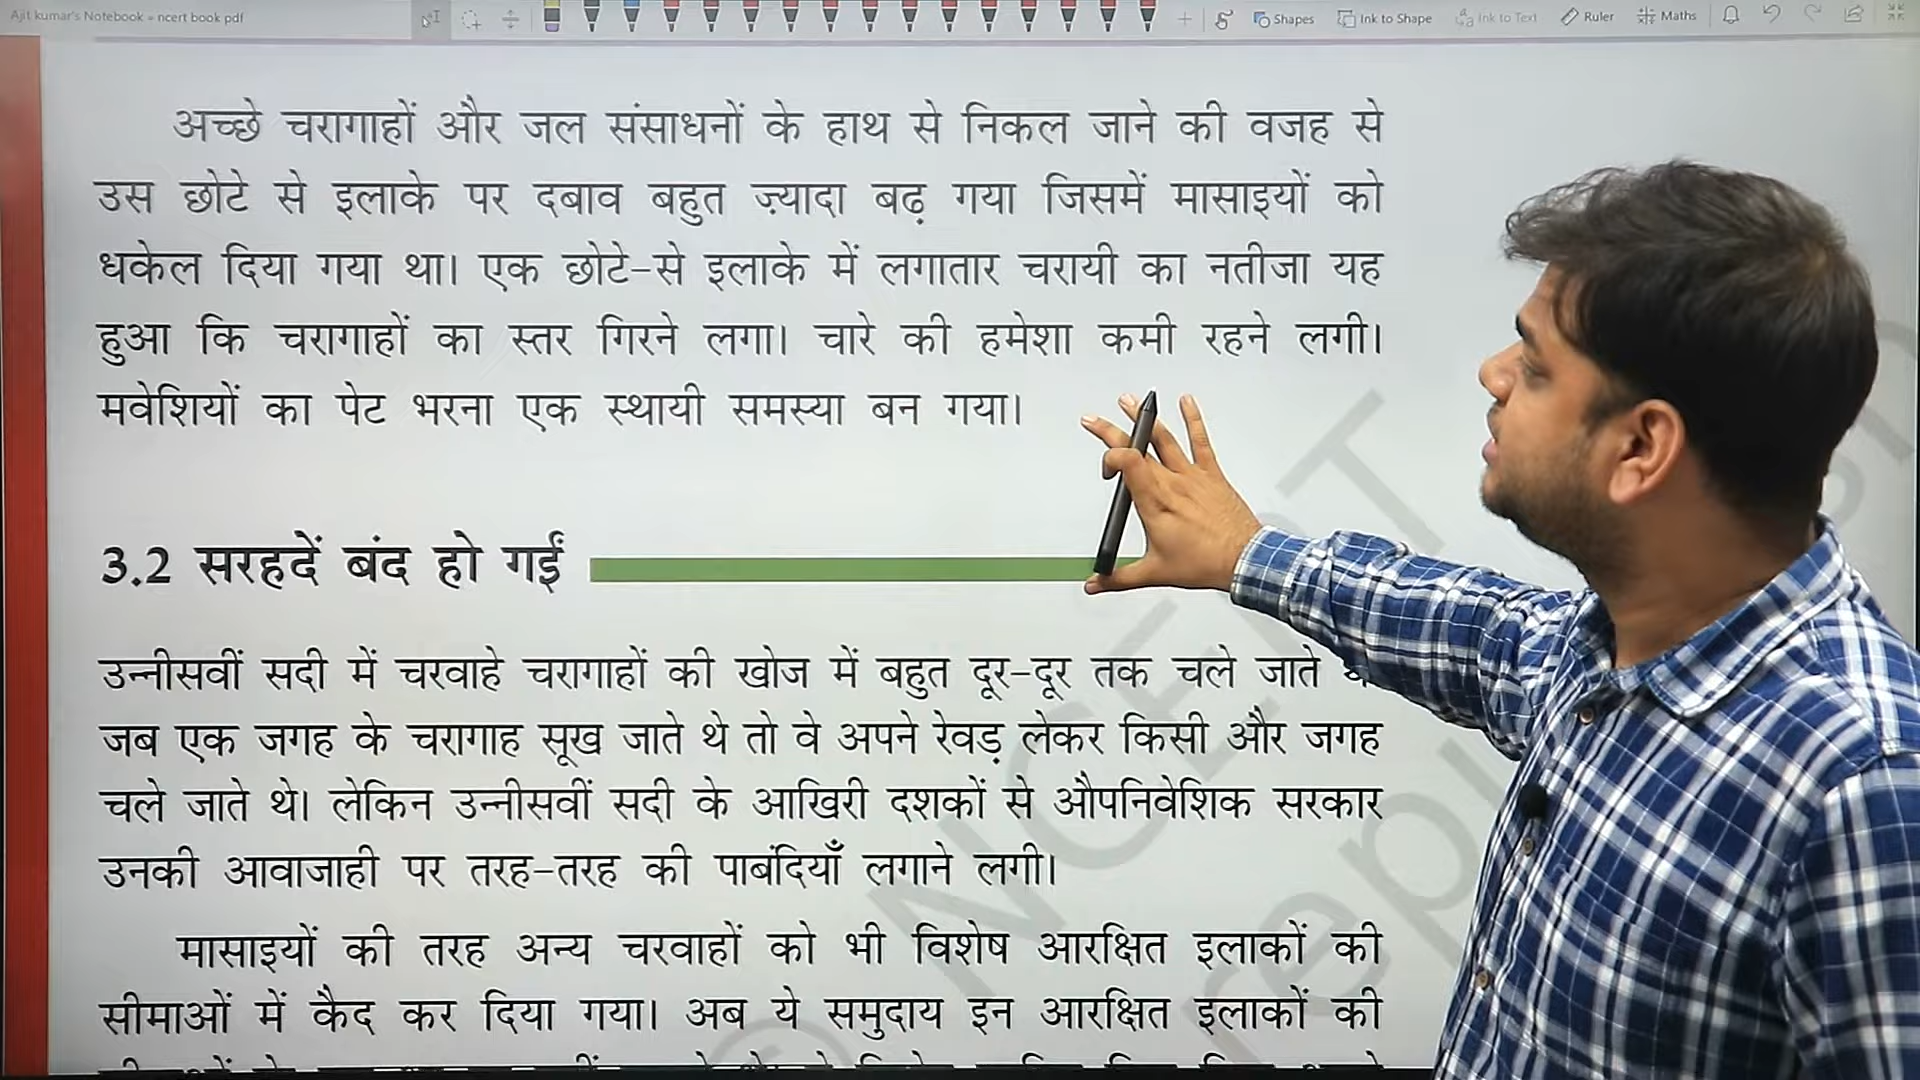 Ajit kumar's Notebook - ncert book pdf
Shapes Ink to Shape Ink to Text Ruler Maths
अच्छे चरागाहों और जल संसाधनों के हाथ से निकल जाने की वजह से
उस छोटे से इलाके पर दबाव बहुत ज़्यादा बढ़ गया जिसमें मासाइयों को
धकेल दिया गया था। एक छोटे-से इलाके में लगातार चरायी का नतीजा यह
हुआ कि चरागाहों का स्तर गिरने लगा। चारे की हमेशा कमी रहने लगी।
मवेशियों का पेट भरना एक स्थायी समस्या बन गया।
3.2 सरहदें बंद हो गईं
उन्नीसवीं सदी में चरवाहे चरागाहों की खोज में बहुत दूर-दूर तक चले जाते
जब एक जगह के चरागाह सूख जाते थे तो वे अपने रेवड़ लेकर किसी और जगह
चले जाते थे। लेकिन उन्नीसवीं सदी के आखिरी दशकों से औपनिवेशिक सरकार
उनकी आवाजाही पर तरह-तरह की पाबंदियाँ लगाने लगी।
मासाइयों की तरह अन्य चरवाहों को भी विशेष आरक्षित इलाकों की
सीमाओं में कैद कर दिया गया। अब ये समुदाय इन आरक्षित इलाकों की
© NCERT